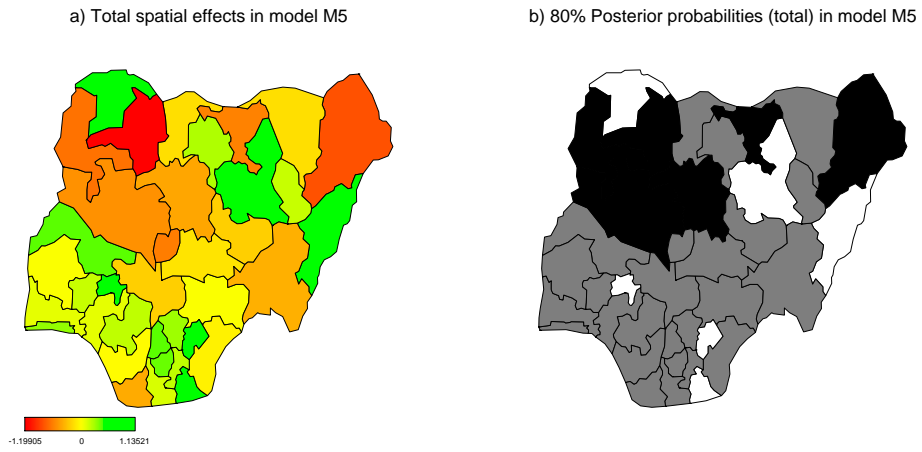 a) Total spatial effects in model M5
b) 80% Posterior probabilities (total) in model M5
-1.19905 0 1.13521